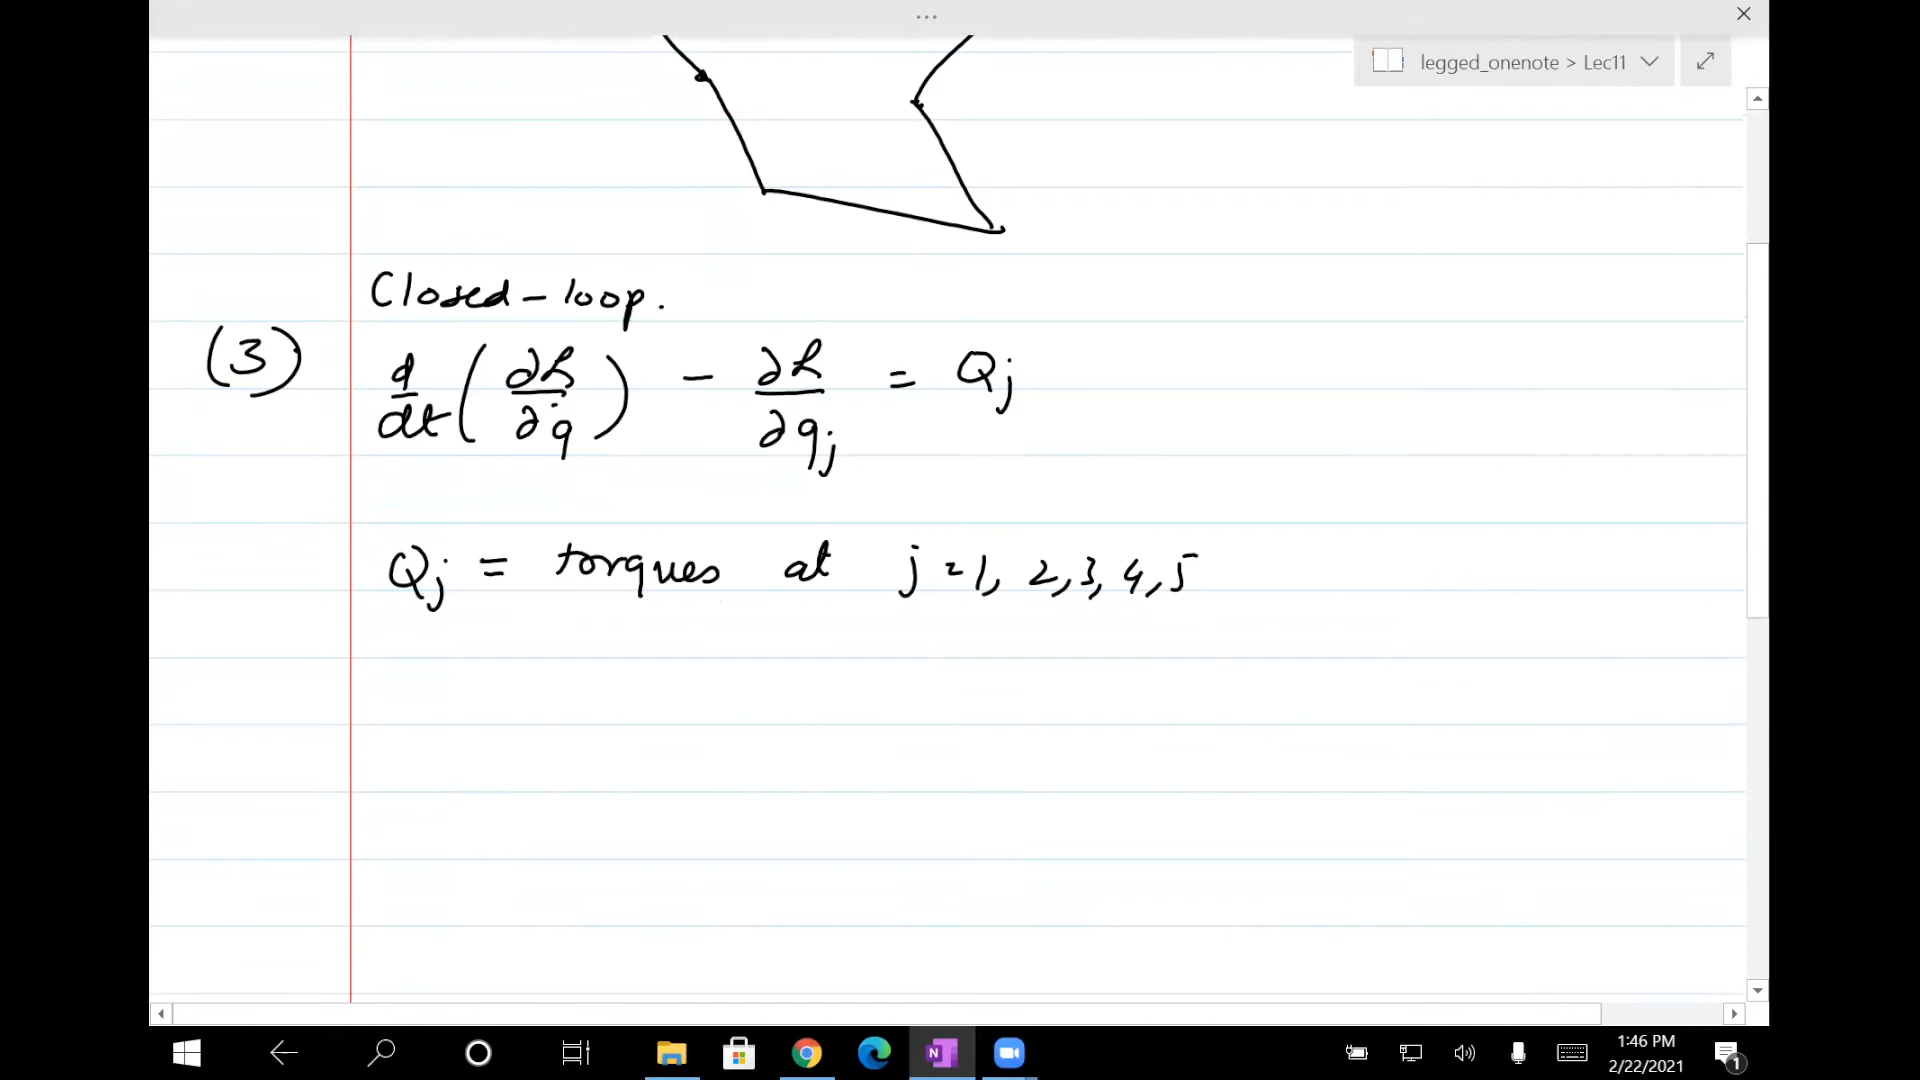 legged_onenote > Lec11
Closed-loop.
(3) d/dt ( ∂L/∂q̇ ) - ∂L/∂qj = Qj
Qj = torques at j = 1, 2, 3, 4, 5
1:46 PM
2/22/2021
1